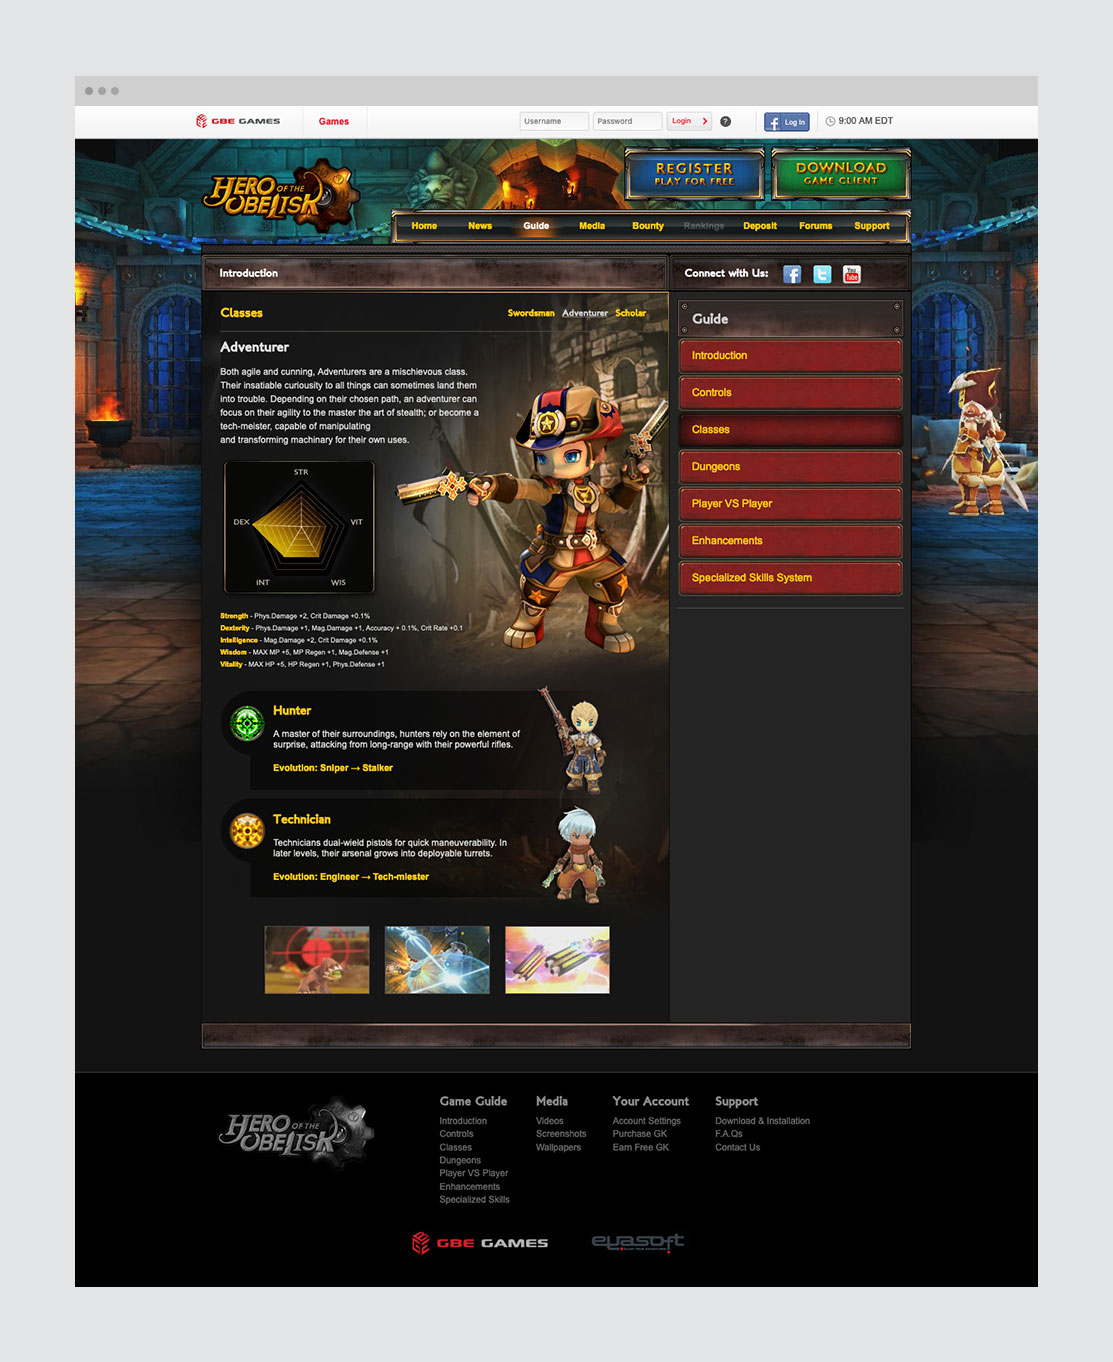 GBE GAMES
Games
Username
Password
Login
?
f Log In
9:00 AM EDT
HERO OF THE OBELISK
REGISTER
PLAY FOR FREE
DOWNLOAD
GAME CLIENT
Home News Guide Media Bounty Rankings Deposit Forums Support
Introduction
Connect with Us:
f
t
You Tube
Classes
Swordsman Adventurer Scholar
Adventurer
Both agile and cunning, Adventurers are a mischievous class.
Their insatiable curiousity to all things can sometimes land them
into trouble. Depending on their chosen path, an adventurer can
focus on their agility to the master the art of stealth; or become a
tech-meister, capable of manipulating
and transforming machinary for their own uses.
STR
DEX
VIT
INT
WIS
Strength - Phys.Damage +2, Crit Damage +0.1%
Dexterity - Phys.Damage +1, Mag.Damage +1, Accuracy + 0.1%, Crit Rate +0.1
Intelligence - Mag.Damage +2, Crit Damage +0.1%
Wisdom - MAX MP +5, MP Regen +1, Mag.Defense +1
Vitality - MAX HP +5, HP Regen +1, Phys.Defense +1
Hunter
A master of their surroundings, hunters rely on the element of
surprise, attacking from long-range with their powerful rifles.
Evolution: Sniper → Stalker
Technician
Technicians dual-wield pistols for quick maneuverability. In
later levels, their arsenal grows into deployable turrets.
Evolution: Engineer → Tech-miester
Guide
Introduction
Controls
Classes
Dungeons
Player VS Player
Enhancements
Specialized Skills System
HERO OF THE OBELISK
Game Guide
Introduction
Controls
Classes
Dungeons
Player VS Player
Enhancements
Specialized Skills
Media
Videos
Screenshots
Wallpapers
Your Account
Account Settings
Purchase GK
Earn Free GK
Support
Download & Installation
F.A.Qs
Contact Us
GBE GAMES
eyasoft